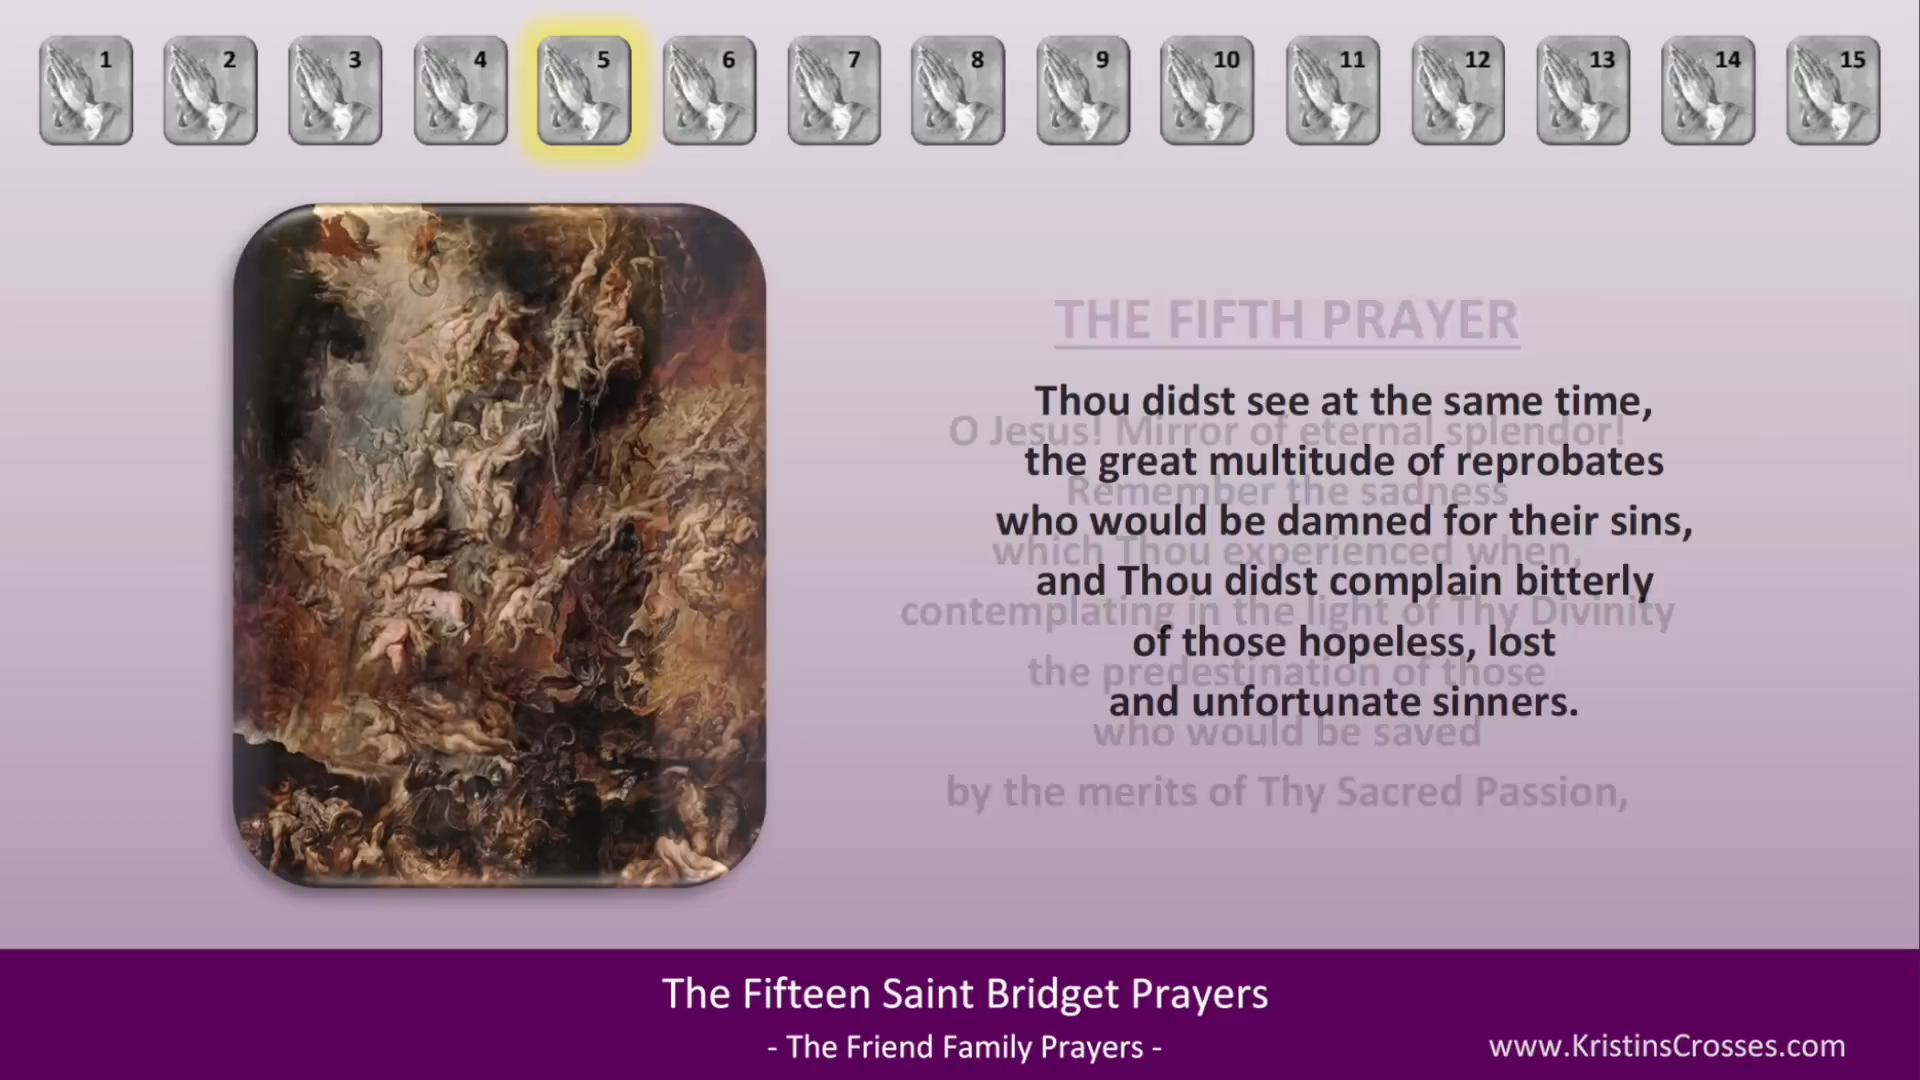 1 2 3 4 5 6 7 8 9 10 11 12 13 14 15
THE FIFTH PRAYER
O Jesus! Mirror of eternal splendor!
Remember the sadness
which Thou experienced when,
contemplating in the light of Thy Divinity
the predestination of those
who would be saved
by the merits of Thy Sacred Passion,
Thou didst see at the same time,
the great multitude of reprobates
who would be damned for their sins,
and Thou didst complain bitterly
of those hopeless, lost
and unfortunate sinners.
The Fifteen Saint Bridget Prayers
- The Friend Family Prayers -
www.KristinsCrosses.com